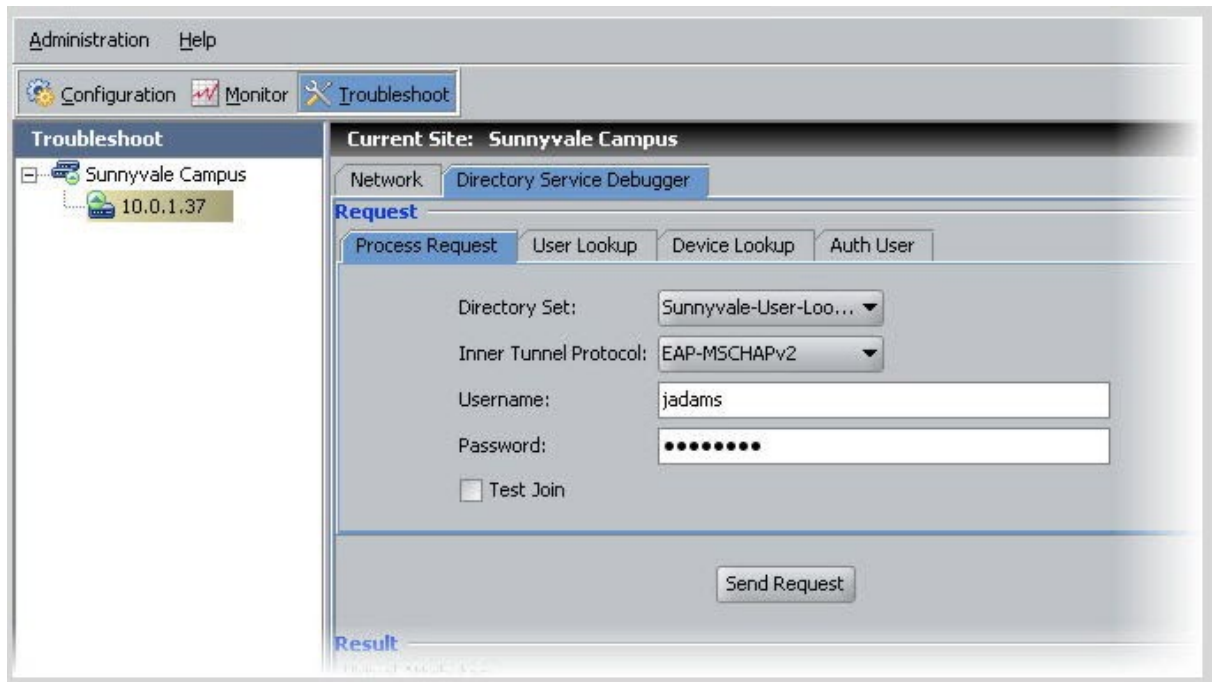 Administration Help
Configuration Monitor Troubleshoot
Troubleshoot
Sunnyvale Campus
10.0.1.37
Current Site: Sunnyvale Campus
Network Directory Service Debugger
Request
Process Request User Lookup Device Lookup Auth User
Directory Set: Sunnyvale-User-Loo...
Inner Tunnel Protocol: EAP-MSCHAPv2
Username: jadams
Password: ••••••••
Test Join
Send Request
Result